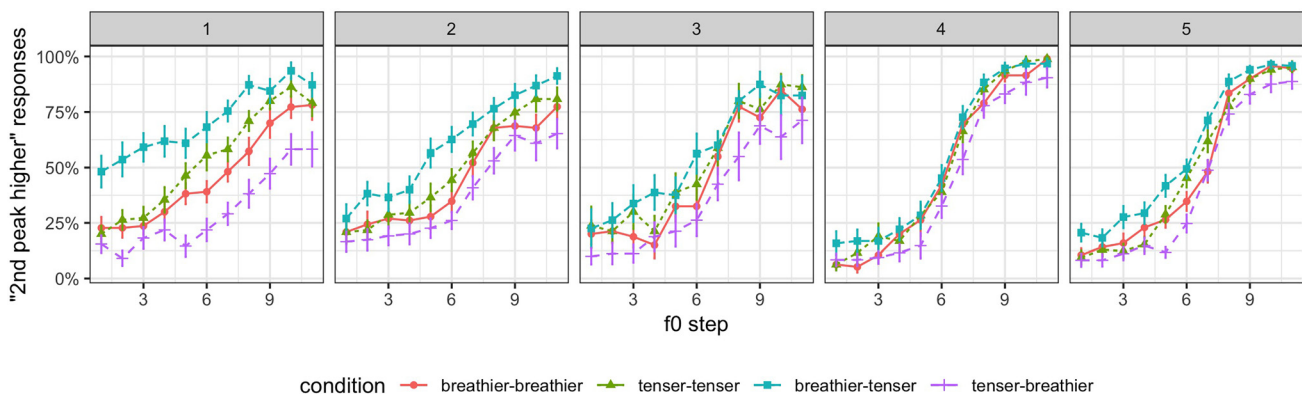 1 2 3 4 5
"2nd peak higher" responses
100%
75%
50%
25%
0%
3 6 9 3 6 9 3 6 9 3 6 9 3 6 9
f0 step
condition breathier-breathier tenser-tenser breathier-tenser tenser-breathier